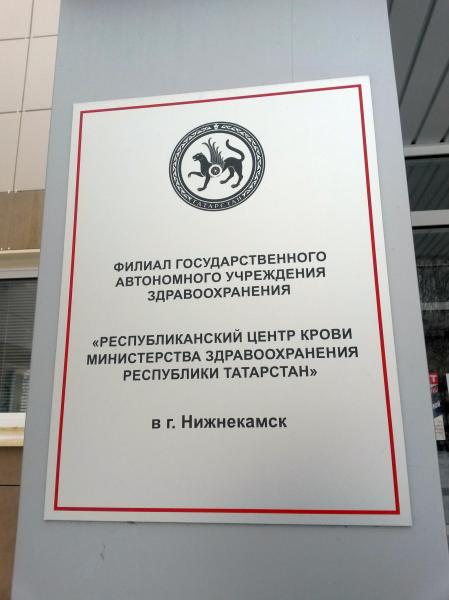 ТАТАРСТАН
ФИЛИАЛ ГОСУДАРСТВЕННОГО
АВТОНОМНОГО УЧРЕЖДЕНИЯ
ЗДРАВООХРАНЕНИЯ
«РЕСПУБЛИКАНСКИЙ ЦЕНТР КРОВИ
МИНИСТЕРСТВА ЗДРАВООХРАНЕНИЯ
РЕСПУБЛИКИ ТАТАРСТАН»
в г. Нижнекамск